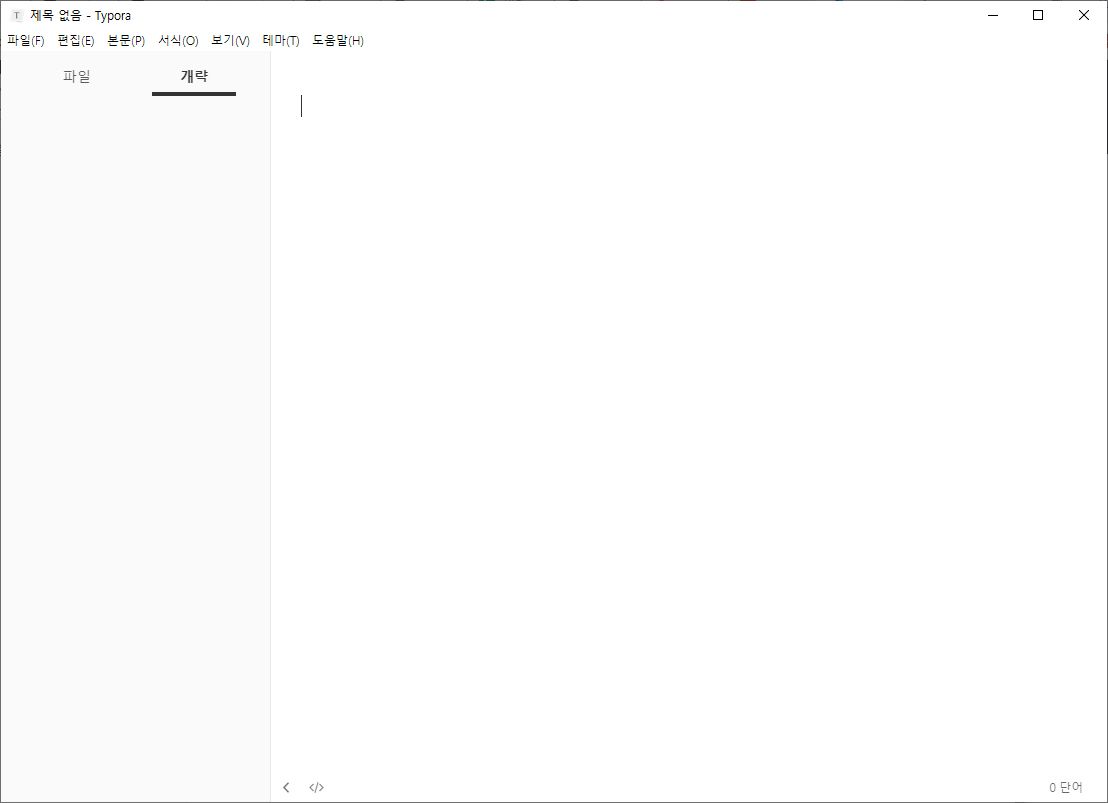 T 제목 없음 - Typora
파일(F) 편집(E) 본문(P) 서식(O) 보기(V) 테마(T) 도움말(H)
파일 개략
</> 0 단어